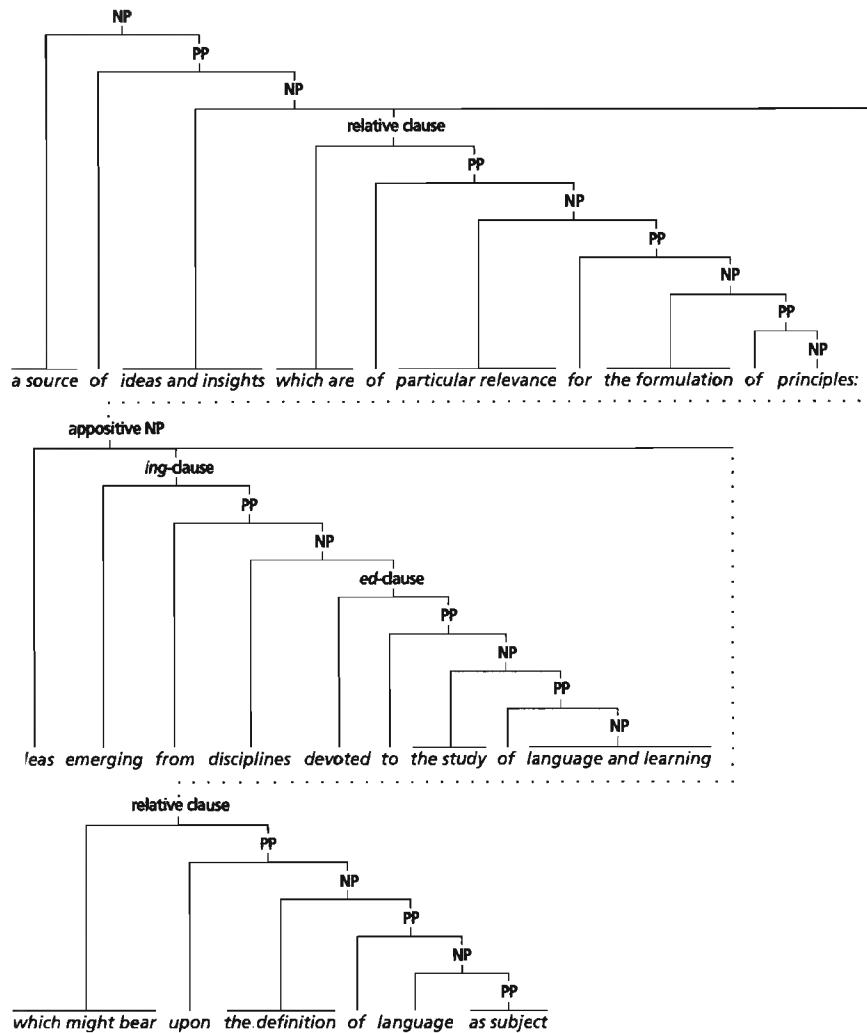 NP
PP
NP
relative clause
PP
NP
PP
NP
PP
NP
a source of ideas and insights which are of particular relevance for the formulation of principles:
appositive NP
ing-clause
PP
NP
ed-clause
PP
NP
PP
NP
leas emerging from disciplines devoted to the study of language and learning
relative clause
PP
NP
PP
NP
PP
which might bear upon the definition of language as subject